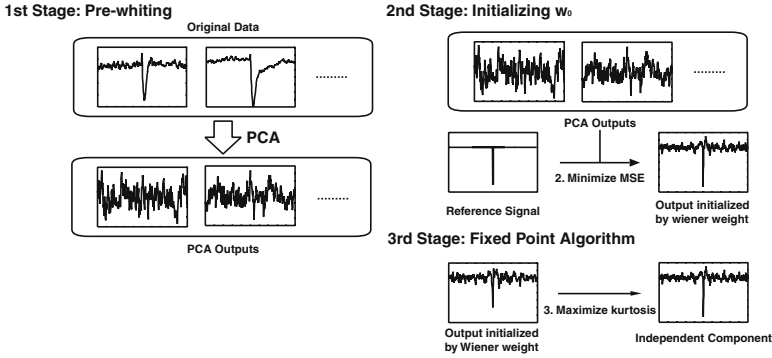 1st Stage: Pre-whiting
Original Data
.........
PCA
.........
PCA Outputs
2nd Stage: Initializing w₀
.........
PCA Outputs
2. Minimize MSE
Reference Signal
Output initialized
by wiener weight
3rd Stage: Fixed Point Algorithm
3. Maximize kurtosis
Output initialized
by Wiener weight
Independent Component